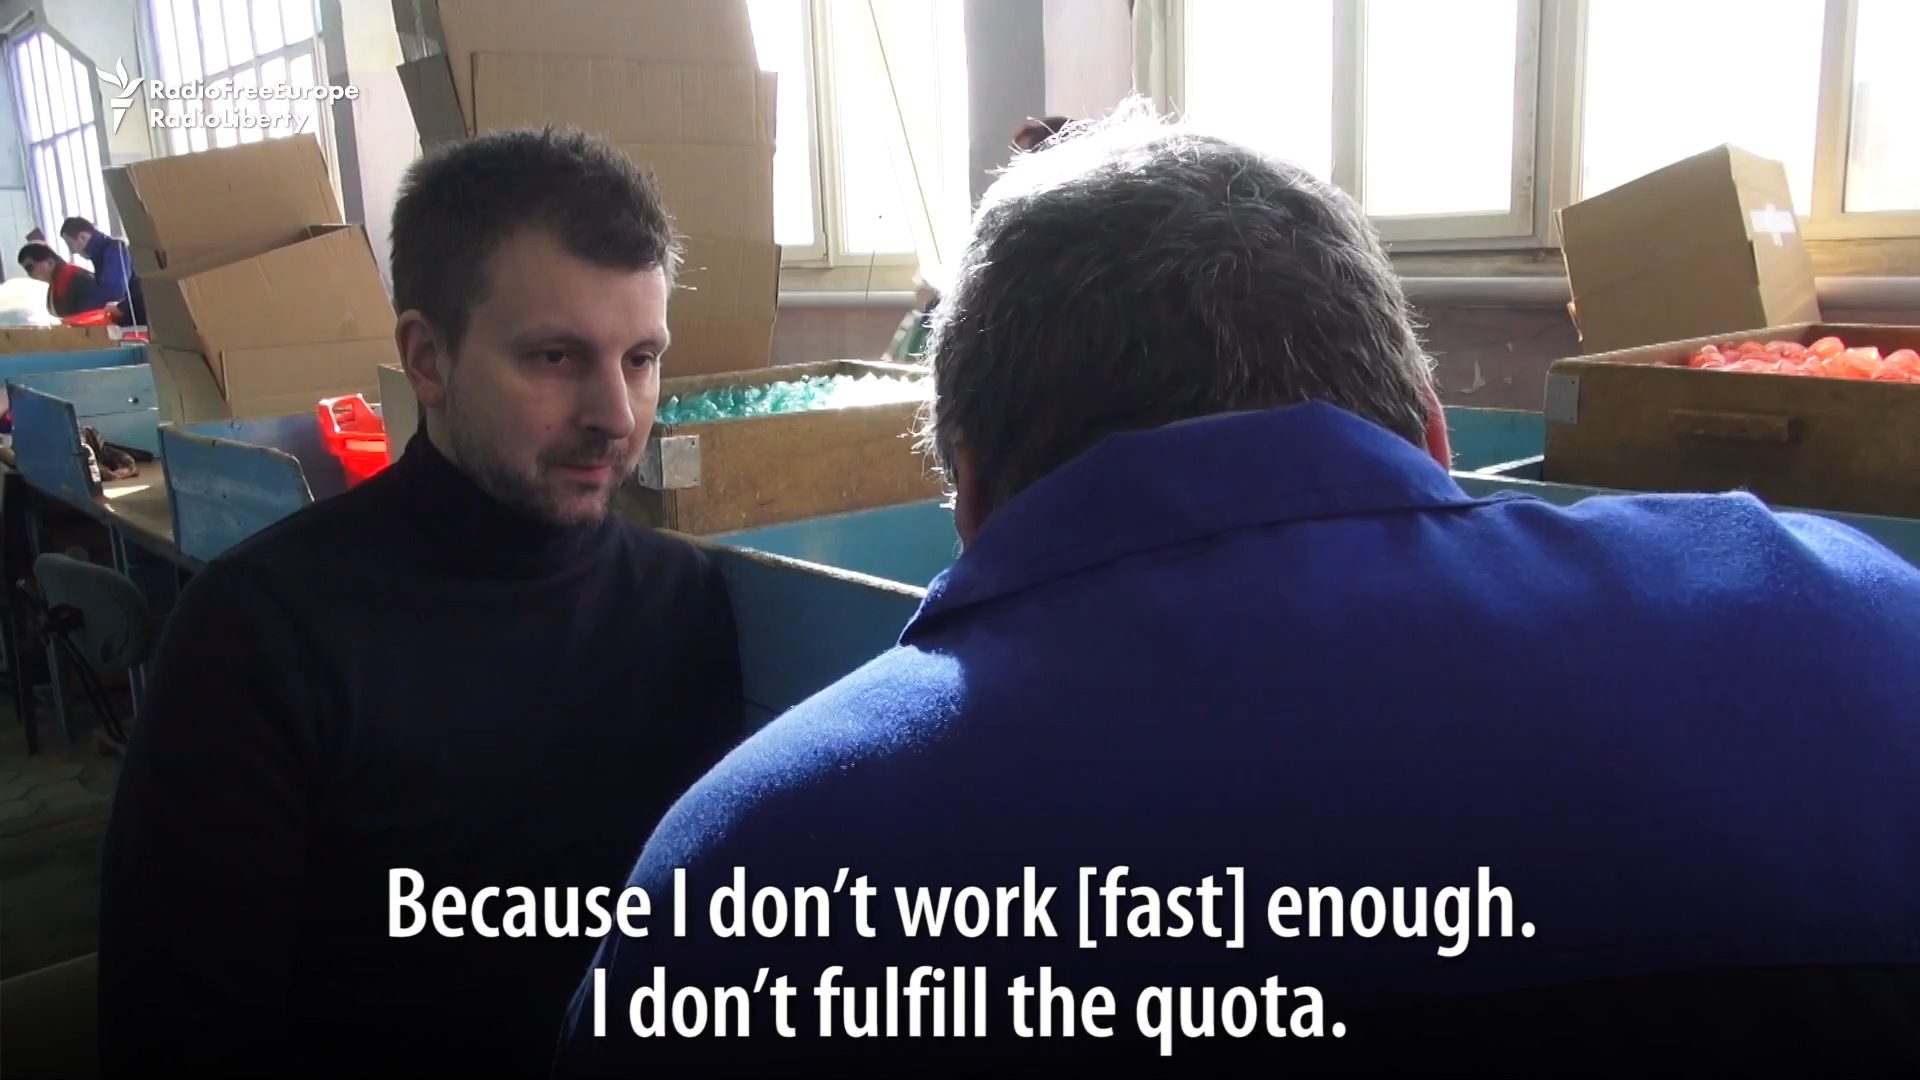 RadioFreeEurope
RadioLiberty
Because I don’t work [fast] enough.
I don’t fulfill the quota.